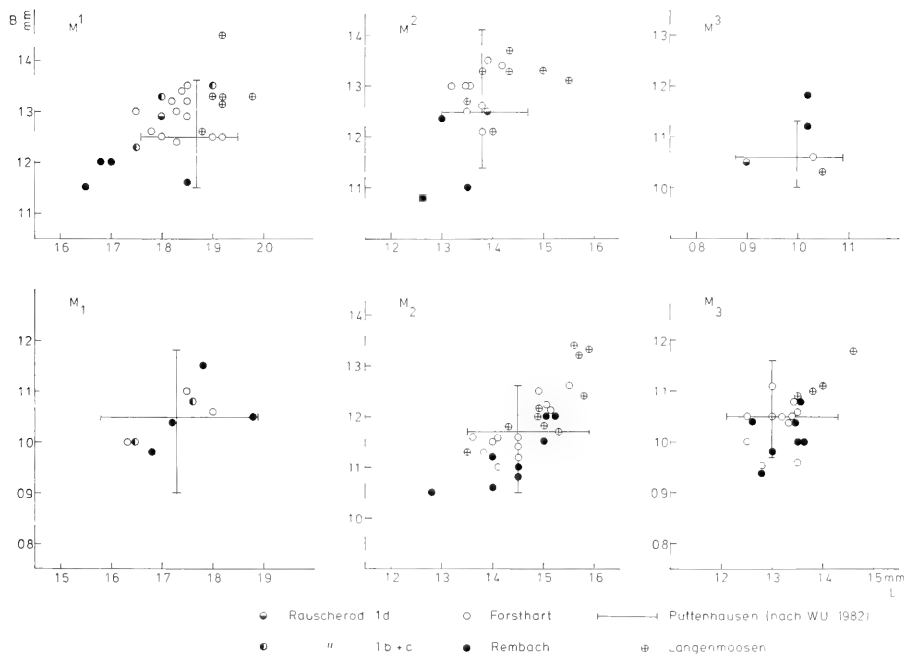 B mm M¹ M² M³
14 14 13
13 13 12
12 12 11
11 11 10
16 17 18 19 20 12 13 14 15 16 08 09 10 11
M₁ M₂ M₃
12 14 12
11 13 11
10 12 10
09 11 09
08 10 08
15 16 17 18 19 12 13 14 15 16 12 13 14 15 mm
L
Rauscherod 1d Forsthart Puttenhausen (nach WU 1982)
" 1b+c Rembach Langenmoosen